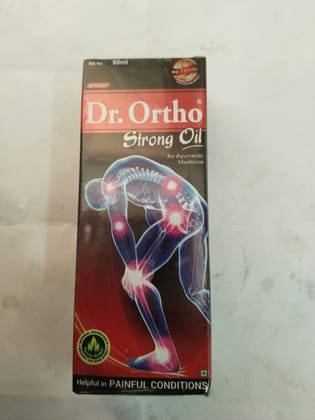 60ml
Dr. Ortho
Strong Oil
An Ayurvedic
Medicine
Helpful in PAINFUL CONDITIONS